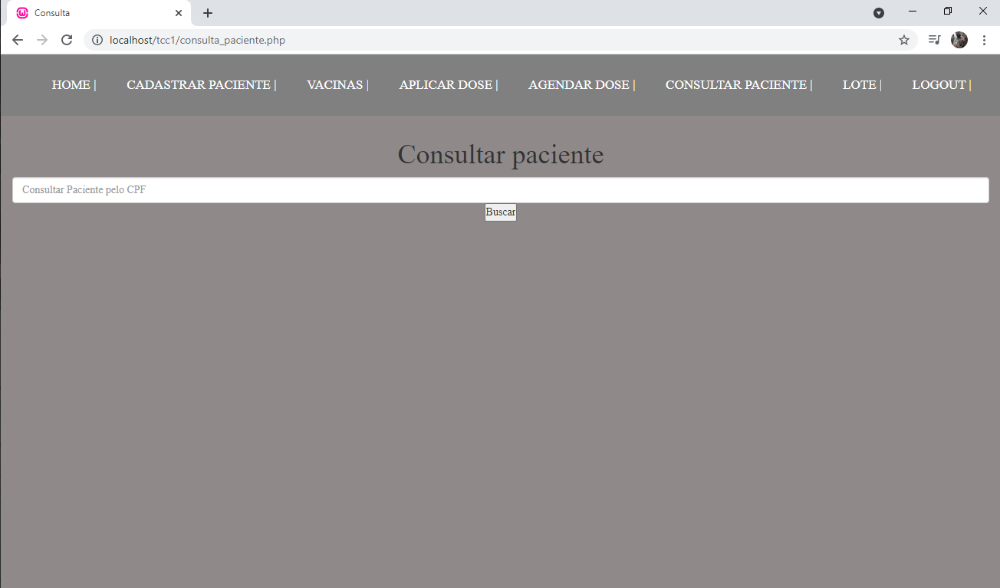 Consulta
localhost/tcc1/consulta_paciente.php
HOME | CADASTRAR PACIENTE | VACINAS | APLICAR DOSE | AGENDAR DOSE | CONSULTAR PACIENTE | LOTE | LOGOUT |
Consultar paciente
Consultar Paciente pelo CPF
Buscar